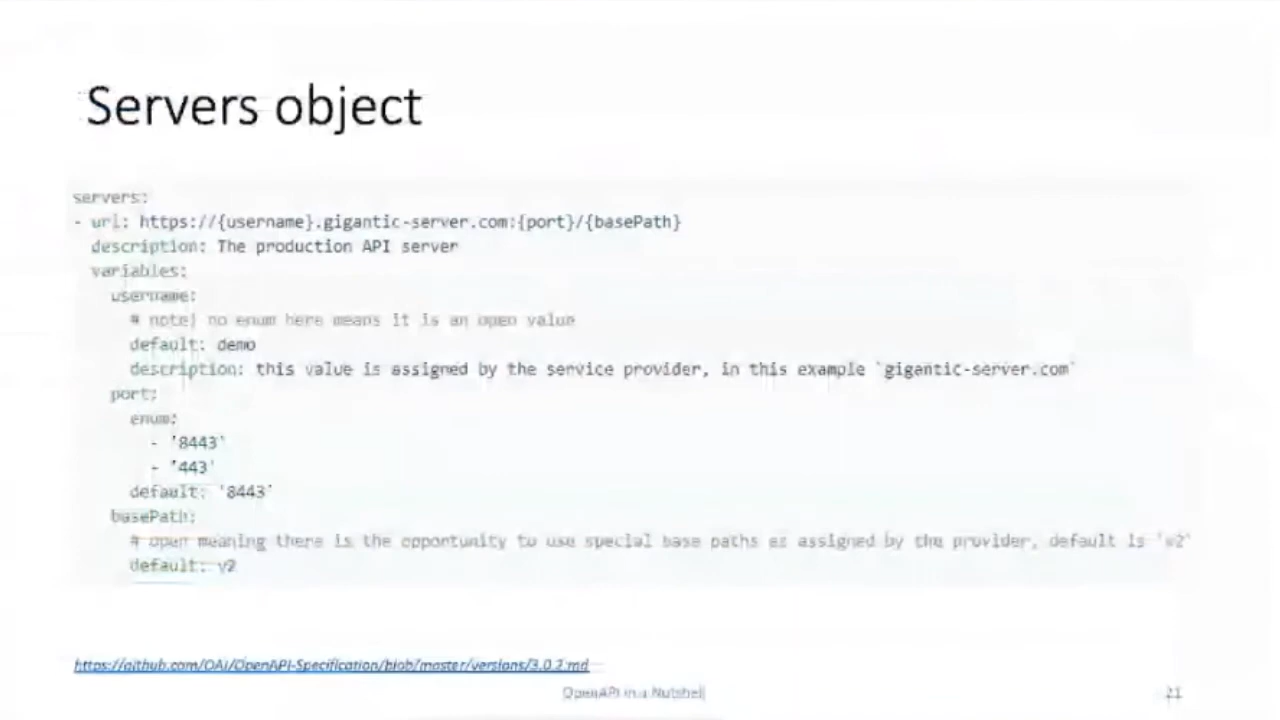 Servers object
servers:
- url: https://{username}.gigantic-server.com:{port}/{basePath}
  description: The production API server
  variables:
    username:
      # note! no enum here means it is an open value
      default: demo
      description: this value is assigned by the service provider, in this example `gigantic-server.com`
    port:
      enum:
        - '8443'
        - '443'
      default: '8443'
    basePath:
      # open meaning there is the opportunity to use special base paths as assigned by the provider, default is `v2`
      default: v2
https://github.com/OAI/OpenAPI-Specification/blob/master/versions/3.0.2.md
OpenAPI in a Nutshell
21